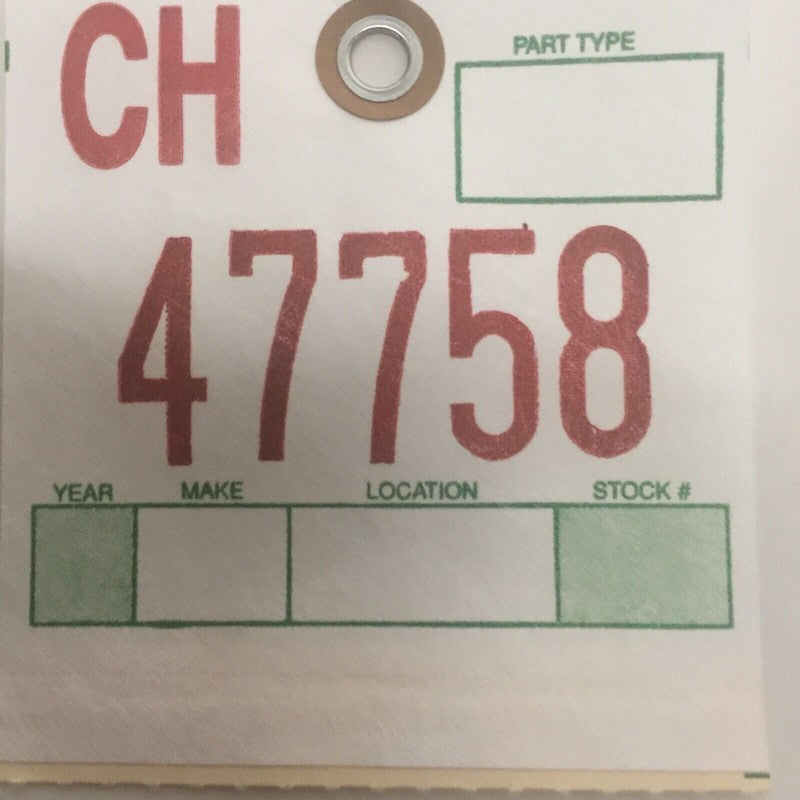 CH
PART TYPE
47758
YEAR MAKE LOCATION STOCK #